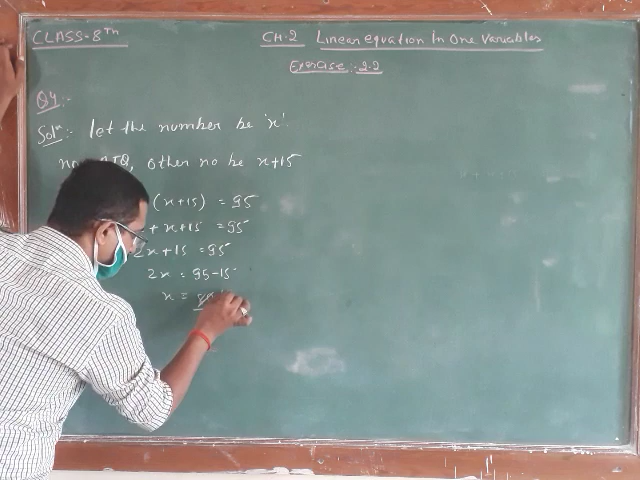 CLASS-8TH
CH.2 Linear equation In One Variables
Exercise:-2.2
Q4:-
Solⁿ:- let the number be 'x'.
ATQ, other no be x+15
(x+15) = 95
+ x+15 = 95
2x+15 = 95
2x = 95-15
x =